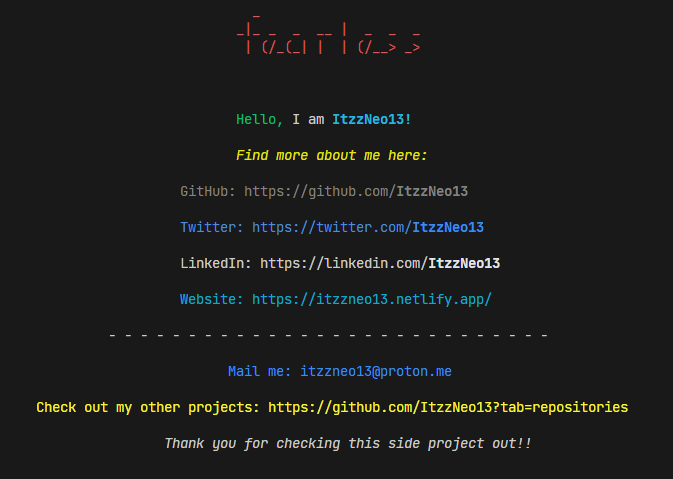 fearless
Hello, I am ItzzNeo13!
Find more about me here:
GitHub: https://github.com/ItzzNeo13
Twitter: https://twitter.com/ItzzNeo13
LinkedIn: https://linkedin.com/ItzzNeo13
Website: https://itzzneo13.netlify.app/
- - - - - - - - - - - - - - - - - - - - - - - - - - - -
Mail me: itzzneo13@proton.me
Check out my other projects: https://github.com/ItzzNeo13?tab=repositories
Thank you for checking this side project out!!